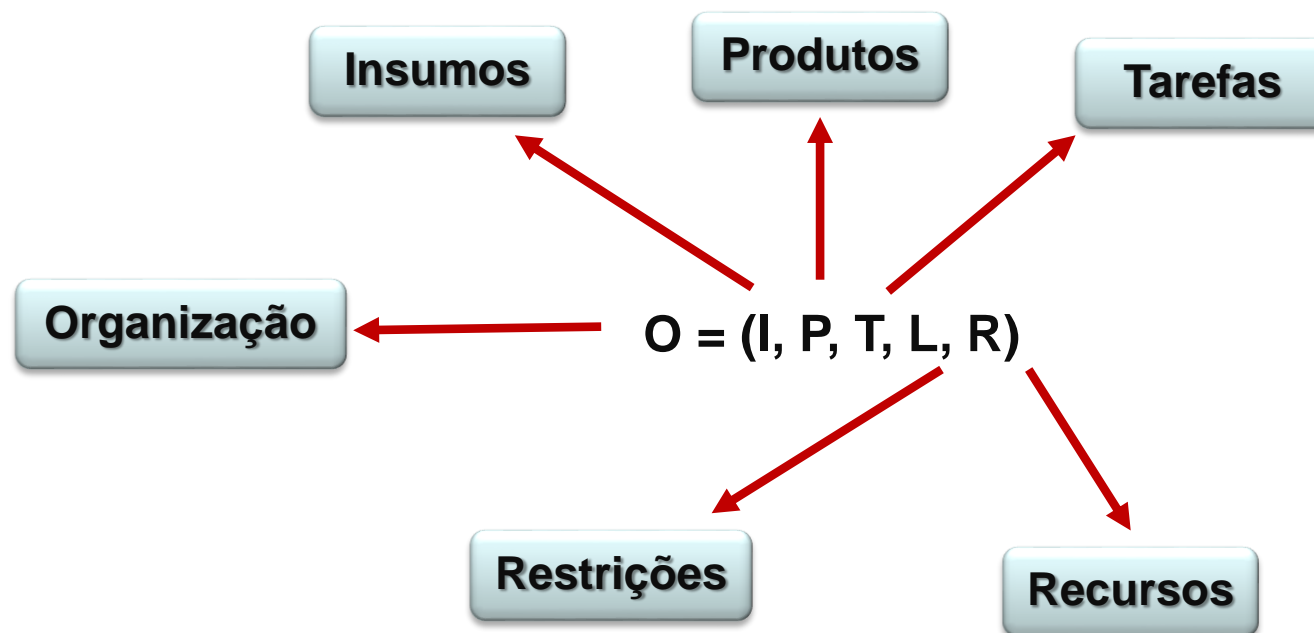 Insumos
Produtos
Tarefas
Organização
O = (I, P, T, L, R)
Restrições
Recursos